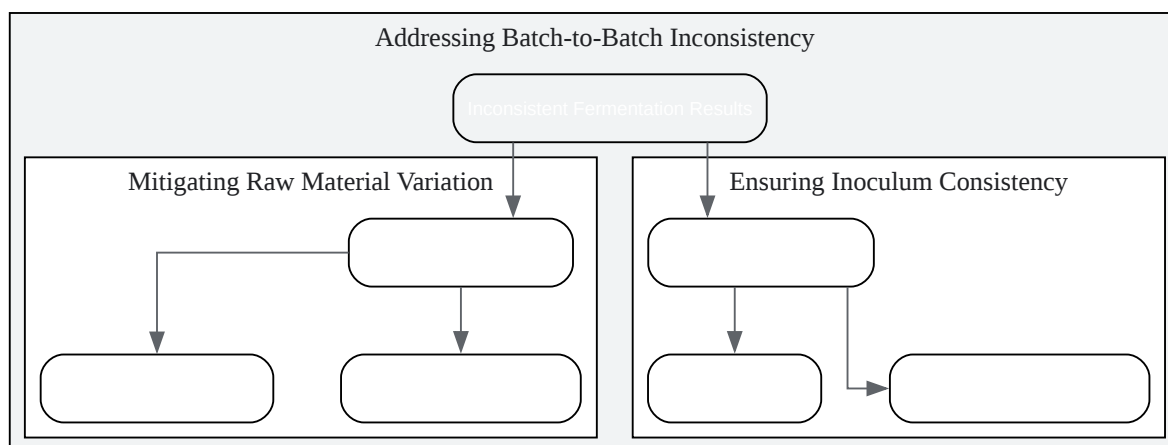 Addressing Batch-to-Batch Inconsistency
Inconsistent Fermentation Results
Mitigating Raw Material Variation
Ensuring Inoculum Consistency